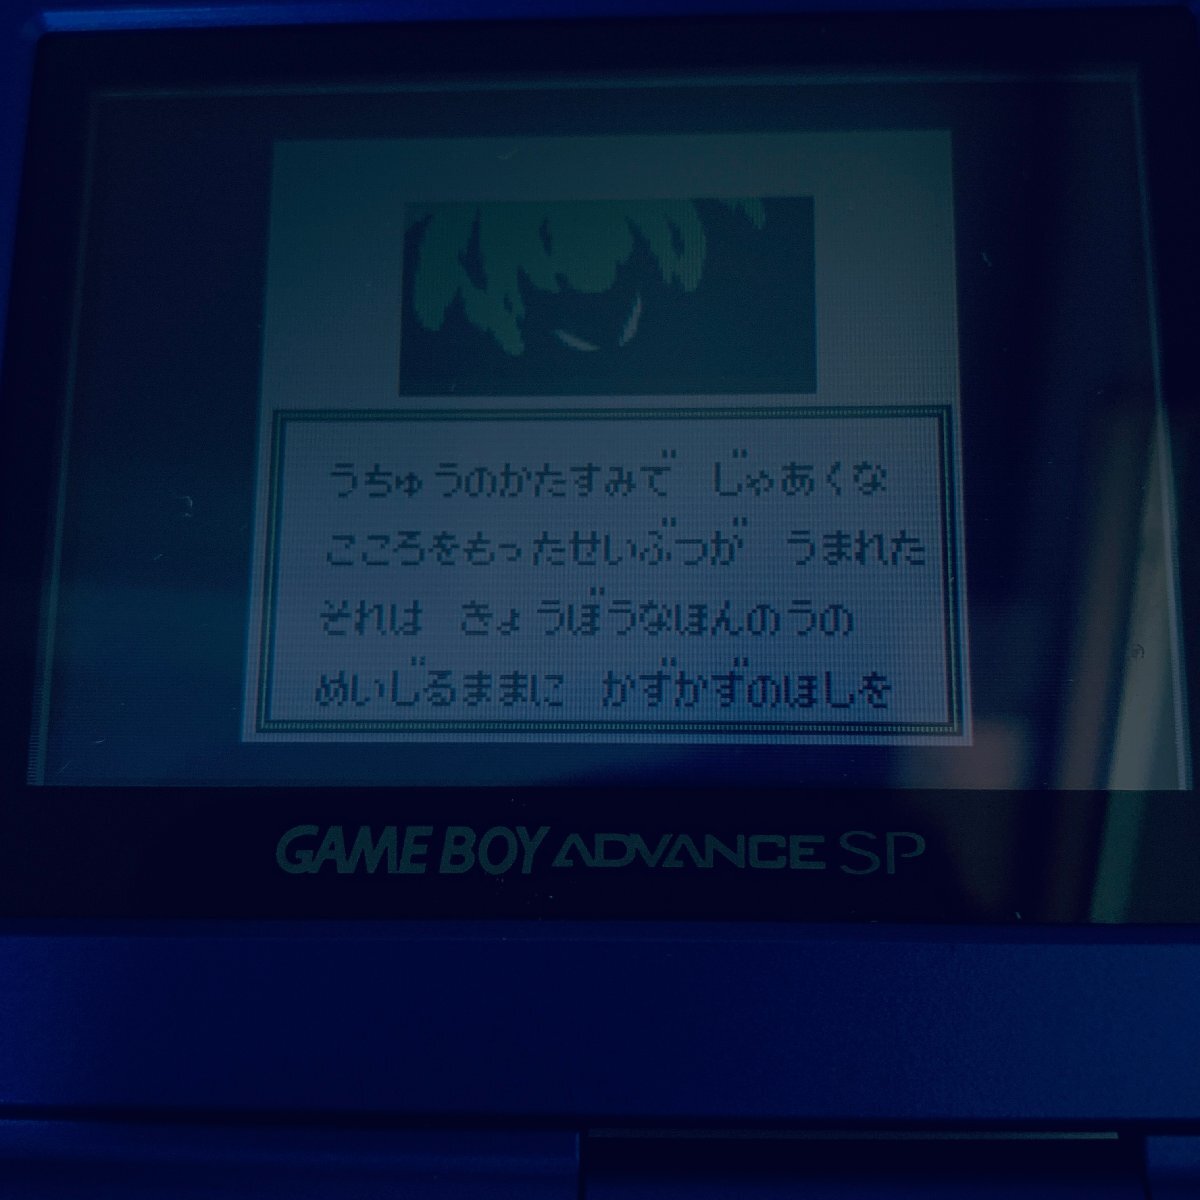 うちゅうのかたすみで じゃあくな
こころをもったせいぶつが うまれた
それは きょうぼうなほんのうの
めいじるままに かずかずのほしを
GAME BOY ADVANCE SP